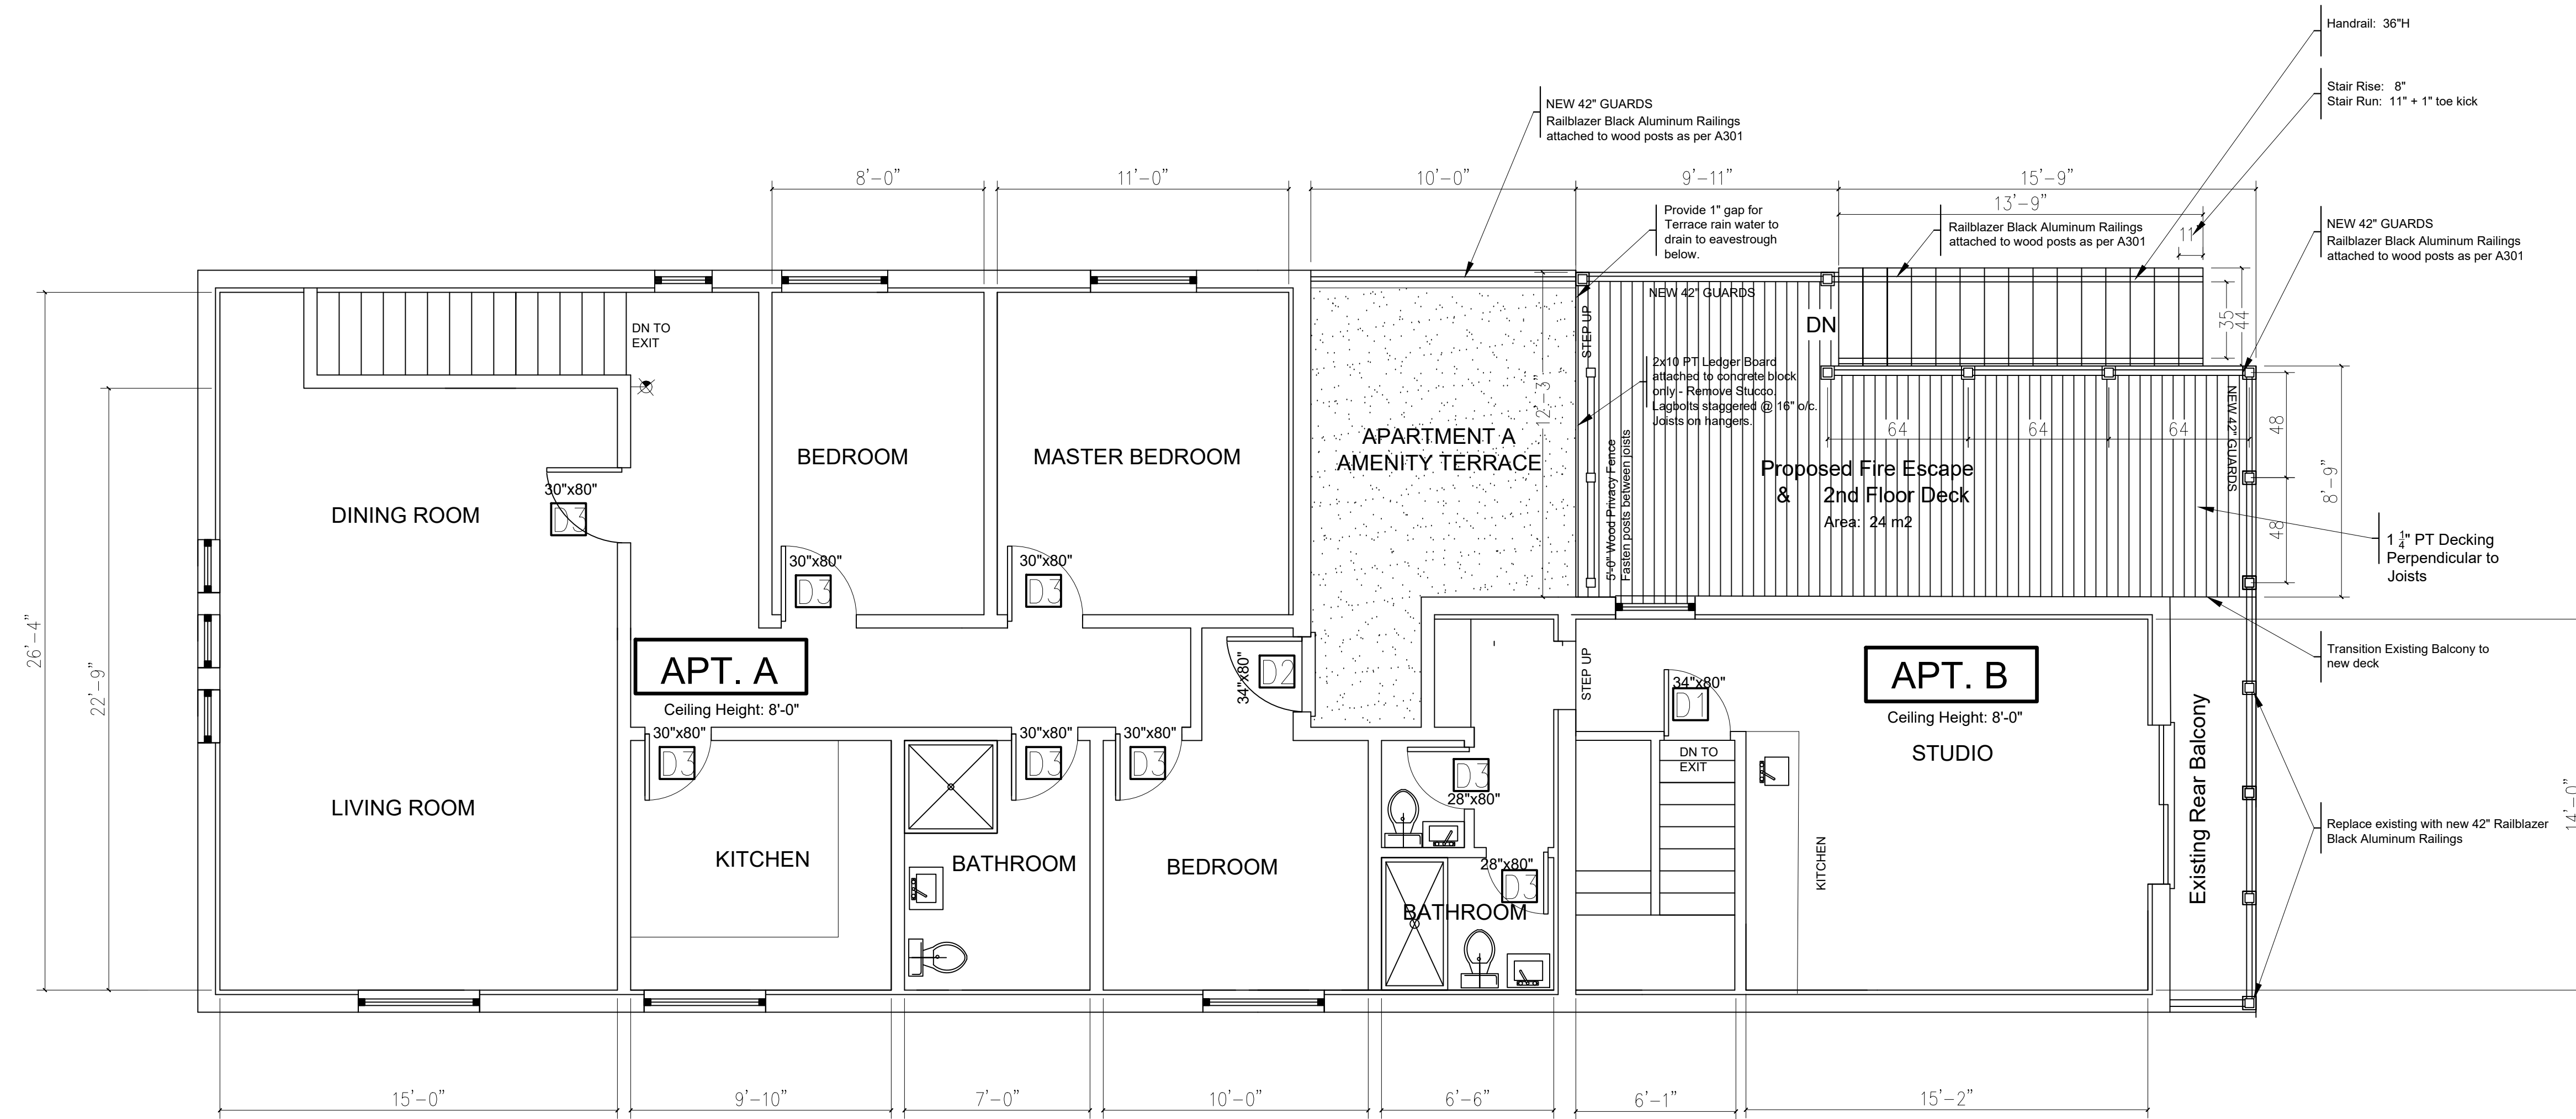 Handrail:  36"H
Stair Rise:   8"
Stair Run:  11" + 1" toe kick
NEW 42" GUARDS
Railblazer Black Aluminum Railings
attached to wood posts as per A301
8'-0"
11'-0"
10'-0"
9'-11"
15'-9"
13'-9"
Provide 1" gap for
Terrace rain water to
drain to eavestrough
below.
Railblazer Black Aluminum Railings
attached to wood posts as per A301
11
NEW 42" GUARDS
Railblazer Black Aluminum Railings
attached to wood posts as per A301
NEW 42" GUARDS
STEP UP
DN
35
44
DN TO
EXIT
2x10 PT Ledger Board
attached to concrete block
only - Remove Stucco.
Lagbolts staggered @ 16" o/c.
Joists on hangers.
12'-3"
NEW 42" GUARDS
64
64
64
48
48
8'-9"
BEDROOM
MASTER BEDROOM
APARTMENT A
AMENITY TERRACE
5'-0" Wood Privacy Fence
Fasten posts between joists
Proposed Fire Escape
&     2nd Floor Deck
Area:  24 m2
DINING ROOM
30"x80"
D3
1 1/4" PT Decking
Perpendicular to
Joists
30"x80"
D3
30"x80"
D3
26'-4"
22'-9"
APT. A
Ceiling Height: 8'-0"
34"x80"
D2
STEP UP
34"x80"
D1
APT. B
Ceiling Height: 8'-0"
STUDIO
Transition Existing Balcony to
new deck
30"x80"
D3
30"x80"
D3
30"x80"
D3
D3
28"x80"
DN TO
EXIT
Existing Rear Balcony
14'-0"
LIVING ROOM
KITCHEN
BATHROOM
BEDROOM
28"x80"
D3
BATHROOM
KITCHEN
Replace existing with new 42" Railblazer
Black Aluminum Railings
15'-0"
9'-10"
7'-0"
10'-0"
6'-6"
6'-1"
15'-2"